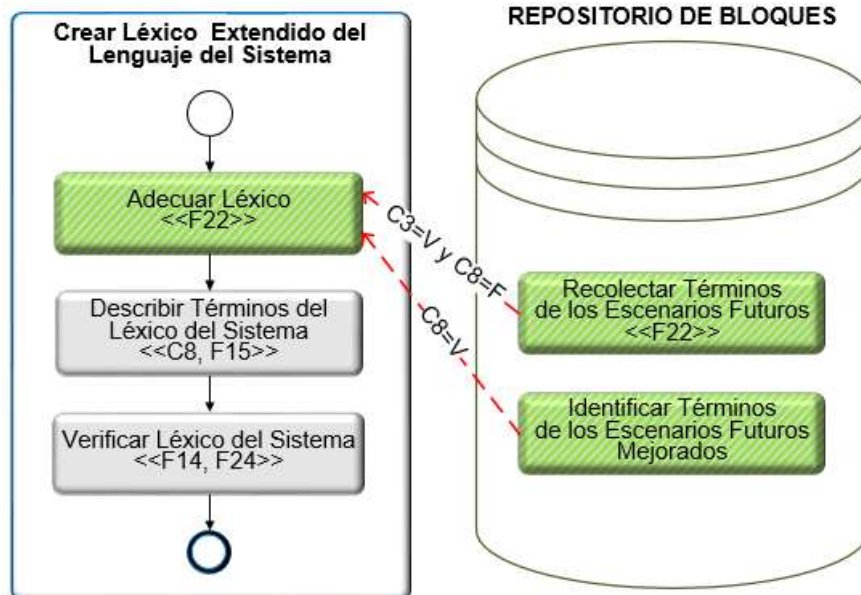 Crear Léxico Extendido del
Lenguaje del Sistema
Adecuar Léxico
<<F22>>
Describir Términos del
Léxico del Sistema
<<C8, F15>>
Verificar Léxico del Sistema
<<F14, F24>>
C3=V y C8=F
C8=V
REPOSITORIO DE BLOQUES
Recolectar Términos
de los Escenarios Futuros
<<F22>>
Identificar Términos
de los Escenarios Futuros
Mejorados